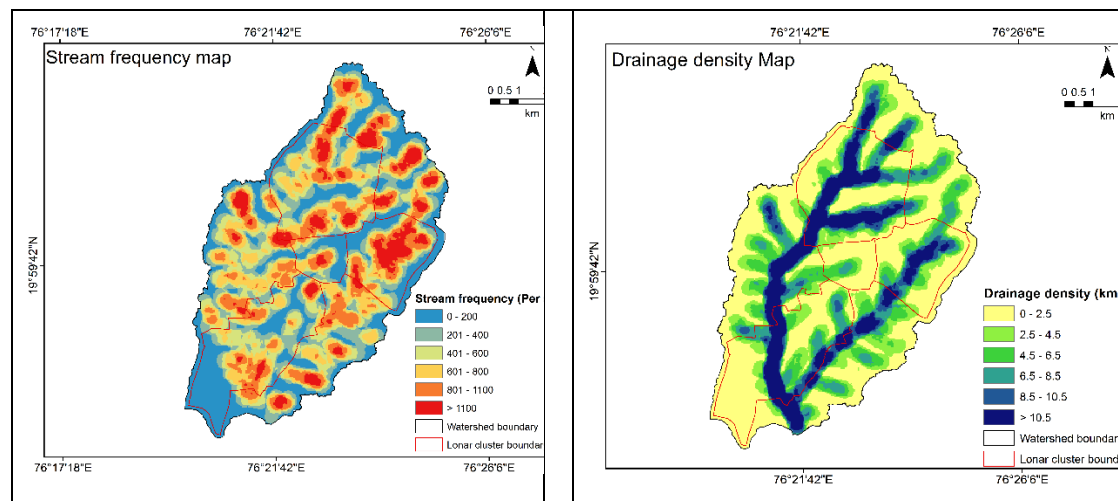 76°17'18"E 76°21'42"E 76°26'6"E
Stream frequency map
N
0 0.5 1
km
19°59'42"N
Stream frequency (Per
0 - 200
201 - 400
401 - 600
601 - 800
801 - 1100
> 1100
Watershed boundary
Lonar cluster boundar
76°17'18"E 76°21'42"E 76°26'6"E
76°21'42"E 76°26'6"E
Drainage density Map
N
0 0.5 1
km
19°59'42"N
Drainage density (km
0 - 2.5
2.5 - 4.5
4.5 - 6.5
6.5 - 8.5
8.5 - 10.5
> 10.5
Watershed boundar
Lonar cluster bound
76°21'42"E 76°26'6"E